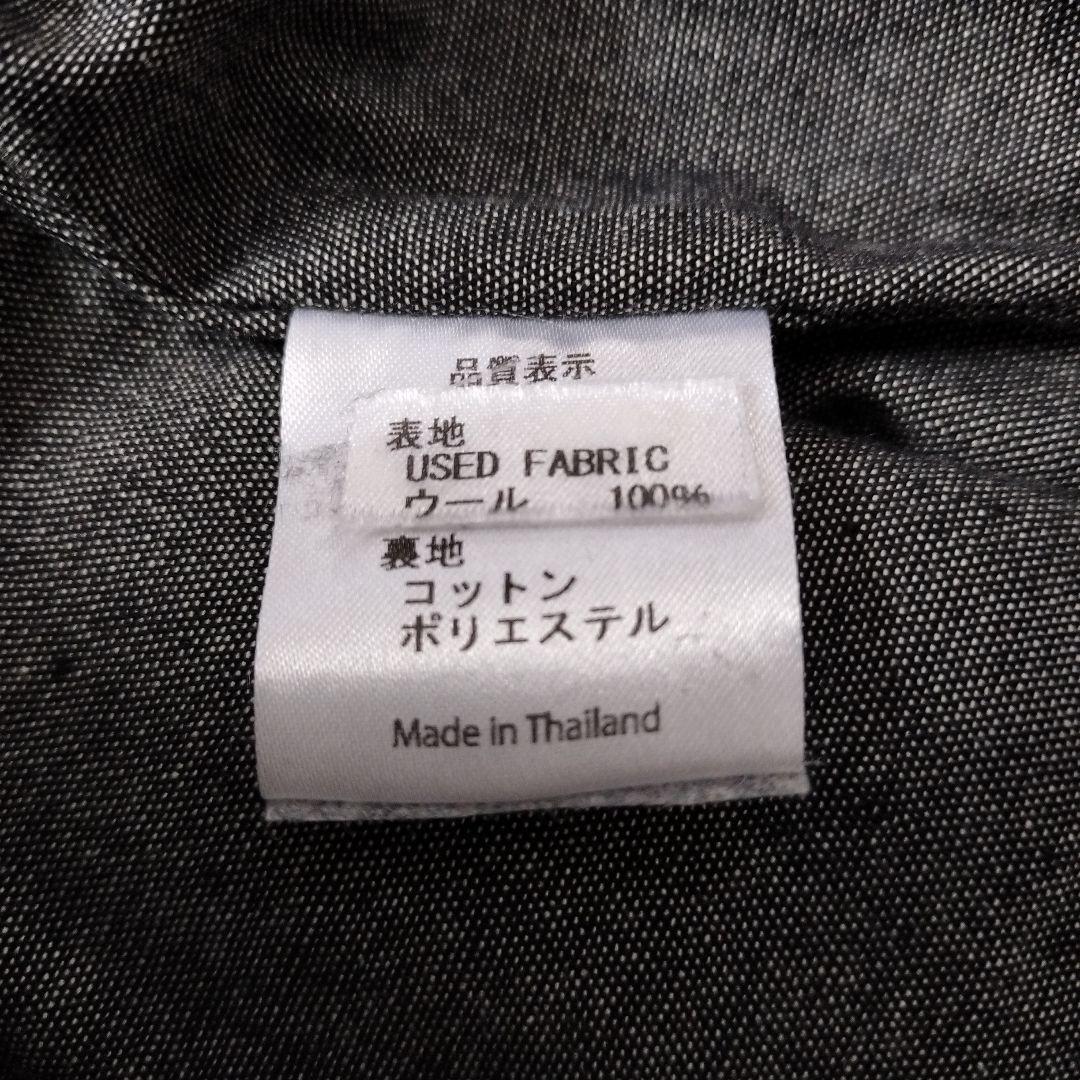 品質表示
表地
USED FABRIC
ウール 100%
裏地
コットン
ポリエステル
Made in Thailand